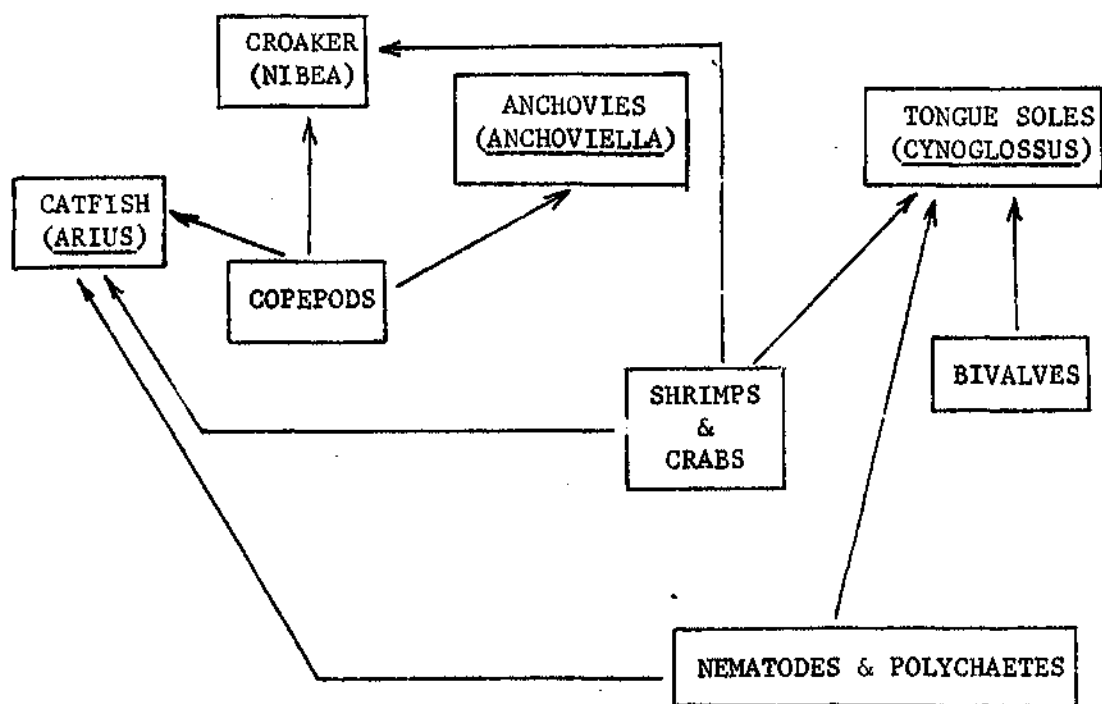 CROAKER
(NIBEA)
ANCHOVIES
(ANCHOVIELLA)
TONGUE SOLES
(CYNOGLOSSUS)
CATFISH
(ARIUS)
COPEPODS
SHRIMPS
&
CRABS
BIVALVES
NEMATODES & POLYCHAETES